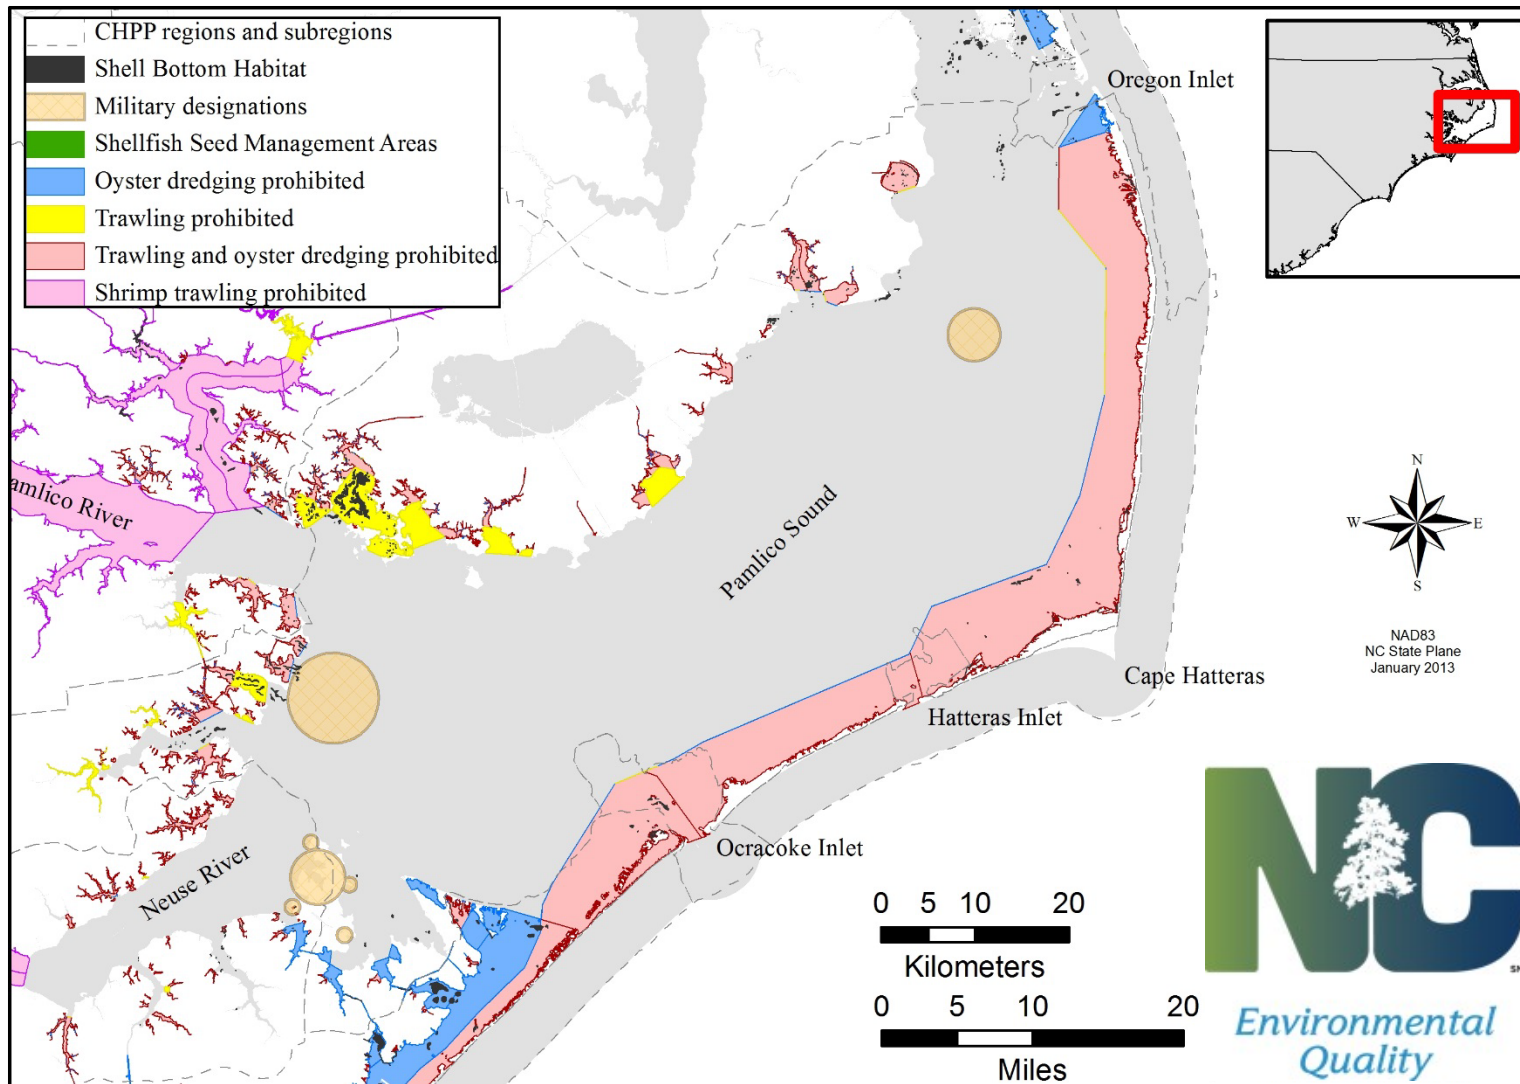 CHPP regions and subregions
Shell Bottom Habitat
Military designations
Shellfish Seed Management Areas
Oyster dredging prohibited
Trawling prohibited
Trawling and oyster dredging prohibited
Shrimp trawling prohibited
Oregon Inlet
amlico River
Pamlico Sound
N
W E
S
NAD83
NC State Plane
January 2013
Cape Hatteras
Hatteras Inlet
Ocracoke Inlet
Neuse River
0 5 10 20
Kilometers
0 5 10 20
Miles
NC
Environmental
Quality